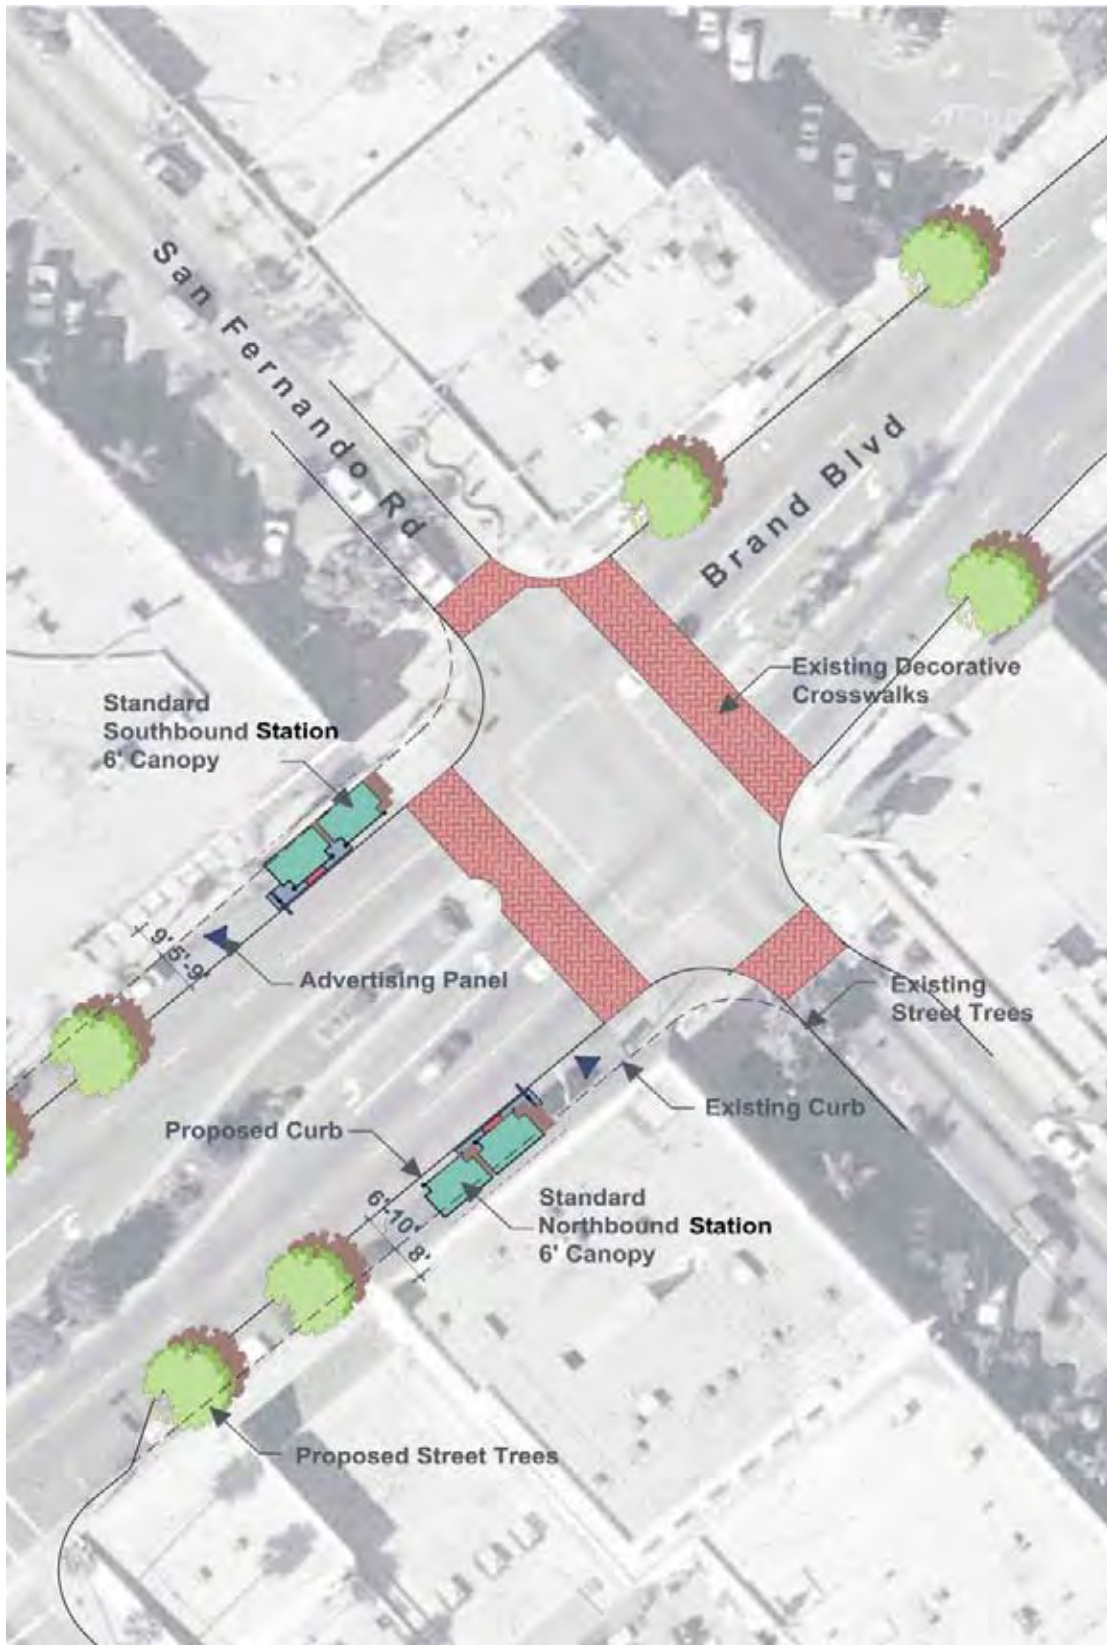 San Fernando Rd
Brand Blvd
Existing Decorative
Crosswalks
Standard
Southbound Station
6' Canopy
9'
5'-9"
Advertising Panel
Existing
Street Trees
Existing Curb
Proposed Curb
6'-10"
8'
Standard
Northbound Station
6' Canopy
Proposed Street Trees